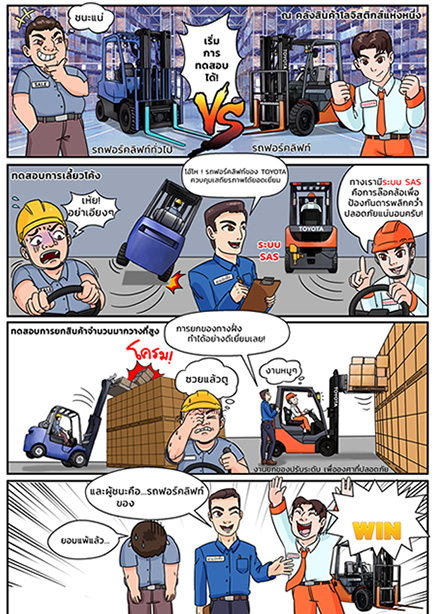 ชนะแน่
ณ คลังสินค้าโลจิสติกส์แห่งหนึ่ง
เริ่ม
การ
ทดสอบ
ได้!
SALE
VS
รถฟอร์คลิฟท์ทั่วไป
รถฟอร์คลิฟท์
ทดสอบการเลี้ยวโค้ง
โอ้โห ! รถฟอร์คลิฟท์ของ TOYOTA
ควบคุมเสถียรภาพได้ยอดเยี่ยม
เฮ้ย!
อย่าเอียงๆ
ทางเรามีระบบ SAS
คือการล๊อคล้อเพื่อ
ป้องกันการพลิกคว่ำ
ปลอดภัยแน่นอนครับ!
TOYOTA
ระบบ
SAS
ทดสอบการยกสินค้าจำนวนมากวางที่สูง
การยกของทางฝั่ง
ทำได้อย่างดีเยี่ยมเลย!
โครม!
ซวยแล้วตู
งานหมูๆ
งายกของปรับระดับ เพื่อองศาที่ปลอดภัย
และผู้ชนะคือ...รถฟอร์คลิฟท์
ของ
ยอมแพ้แล้ว...
WIN